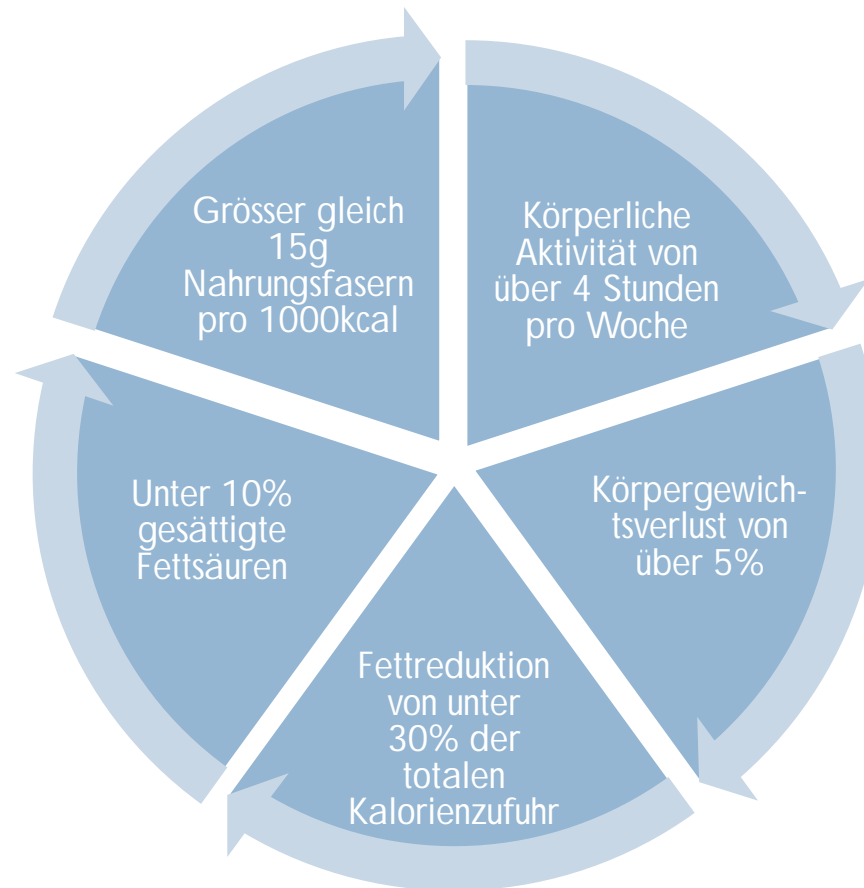 Grösser gleich
15g
Nahrungsfasern
pro 1000kcal
Körperliche
Aktivität von
über 4 Stunden
pro Woche
Körpergewich-
tsverlust von
über 5%
Fettreduktion
von unter
30% der
totalen
Kalorienzufuhr
Unter 10%
gesättigte
Fettsäuren